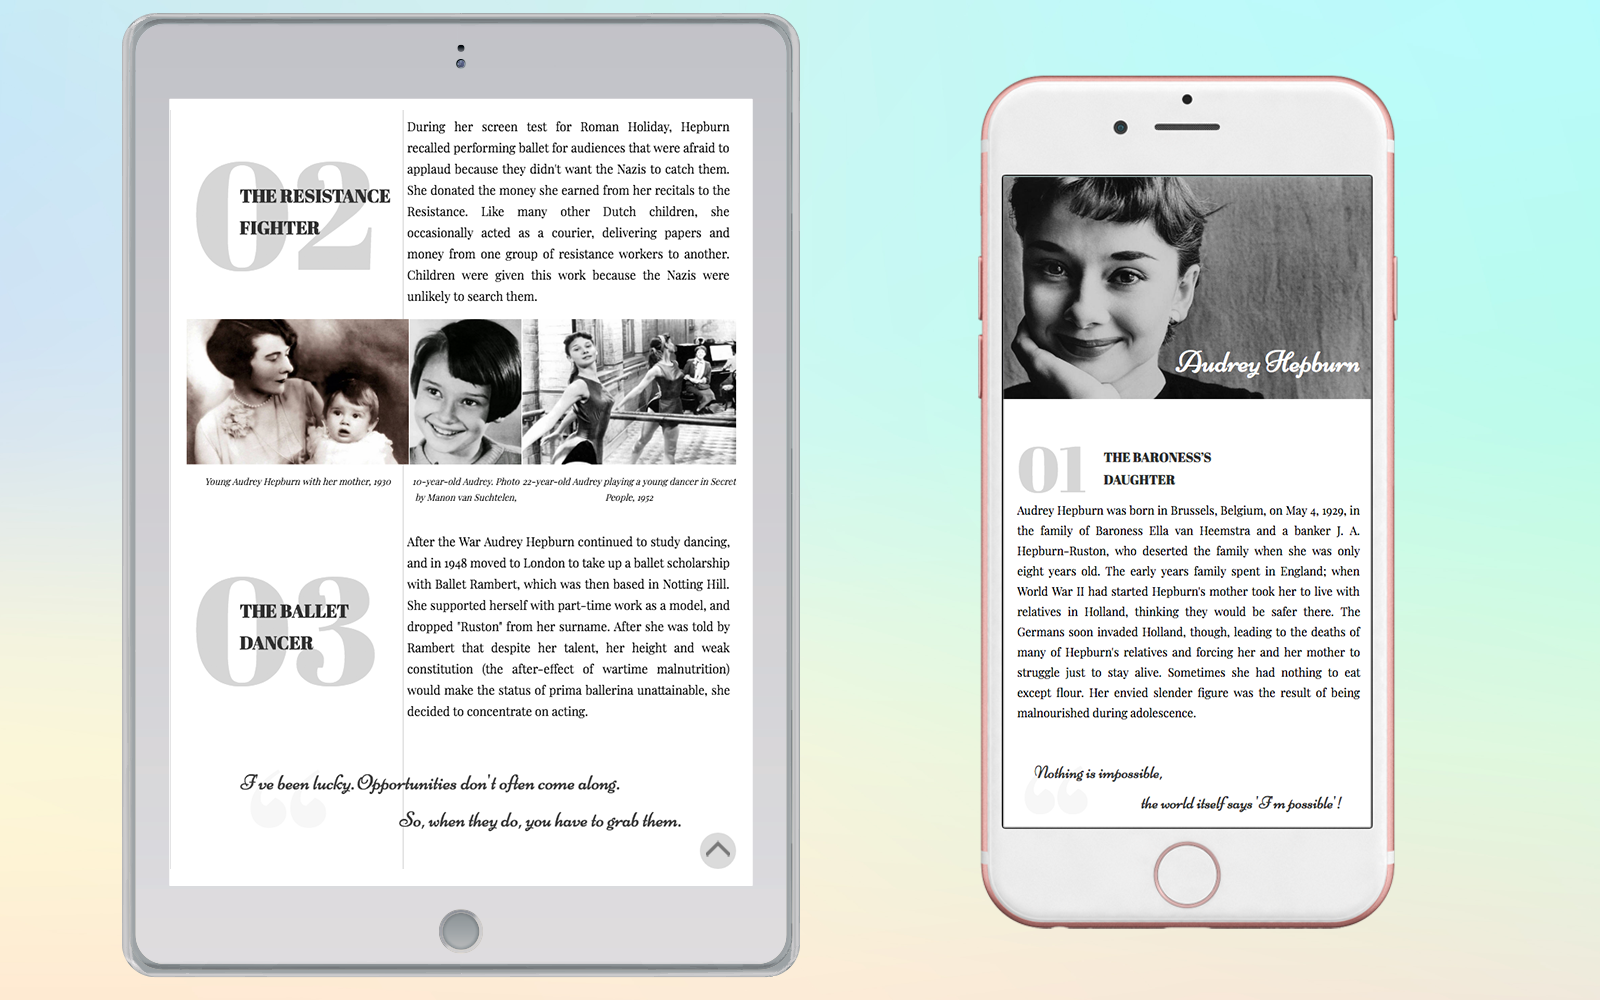 02
THE RESISTANCE
FIGHTER
During her screen test for Roman Holiday, Hepburn
recalled performing ballet for audiences that were afraid to
applaud because they didn't want the Nazis to catch them.
She donated the money she earned from her recitals to the
Resistance. Like many other Dutch children, she
occasionally acted as a courier, delivering papers and
money from one group of resistance workers to another.
Children were given this work because the Nazis were
unlikely to search them.
Young Audrey Hepburn with her mother, 1930
10-year-old Audrey. Photo
by Manon van Suchtelen,
22-year-old Audrey playing a young dancer in Secret
People, 1952
03
THE BALLET
DANCER
After the War Audrey Hepburn continued to study dancing,
and in 1948 moved to London to take up a ballet scholarship
with Ballet Rambert, which was then based in Notting Hill.
She supported herself with part-time work as a model, and
dropped "Ruston" from her surname. After she was told by
Rambert that despite her talent, her height and weak
constitution (the after-effect of wartime malnutrition)
would make the status of prima ballerina unattainable, she
decided to concentrate on acting.
“
I've been lucky. Opportunities don't often come along.
So, when they do, you have to grab them.
Audrey Hepburn
01
THE BARONESS'S
DAUGHTER
Audrey Hepburn was born in Brussels, Belgium, on May 4, 1929, in
the family of Baroness Ella van Heemstra and a banker J. A.
Hepburn-Ruston, who deserted the family when she was only
eight years old. The early years family spent in England; when
World War II had started Hepburn's mother took her to live with
relatives in Holland, thinking they would be safer there. The
Germans soon invaded Holland, though, leading to the deaths of
many of Hepburn's relatives and forcing her and her mother to
struggle just to stay alive. Sometimes she had nothing to eat
except flour. Her envied slender figure was the result of being
malnourished during adolescence.
“
Nothing is impossible,
the world itself says 'I'm possible'!